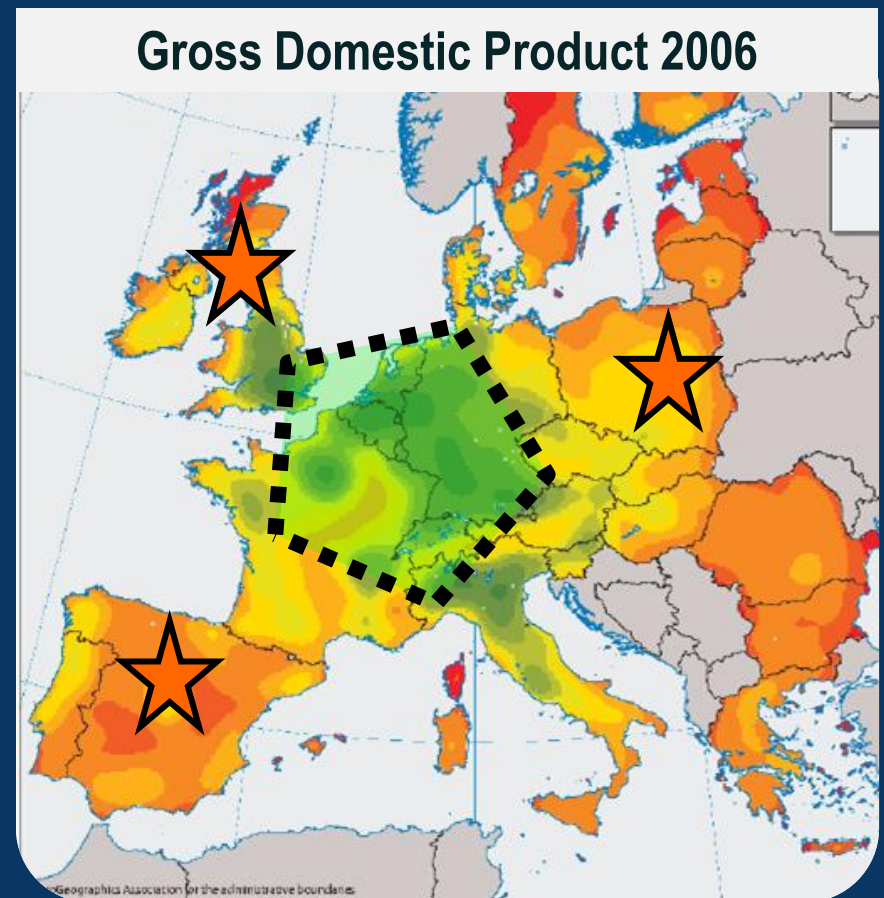 Gross Domestic Product 2006
Geographics Association for the administrative boundaries